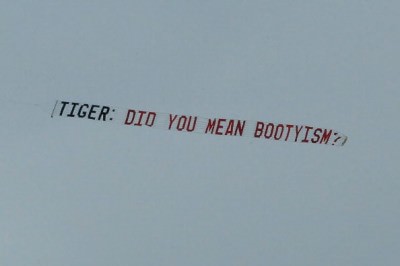 TIGER: DID YOU MEAN BOOTYISM?